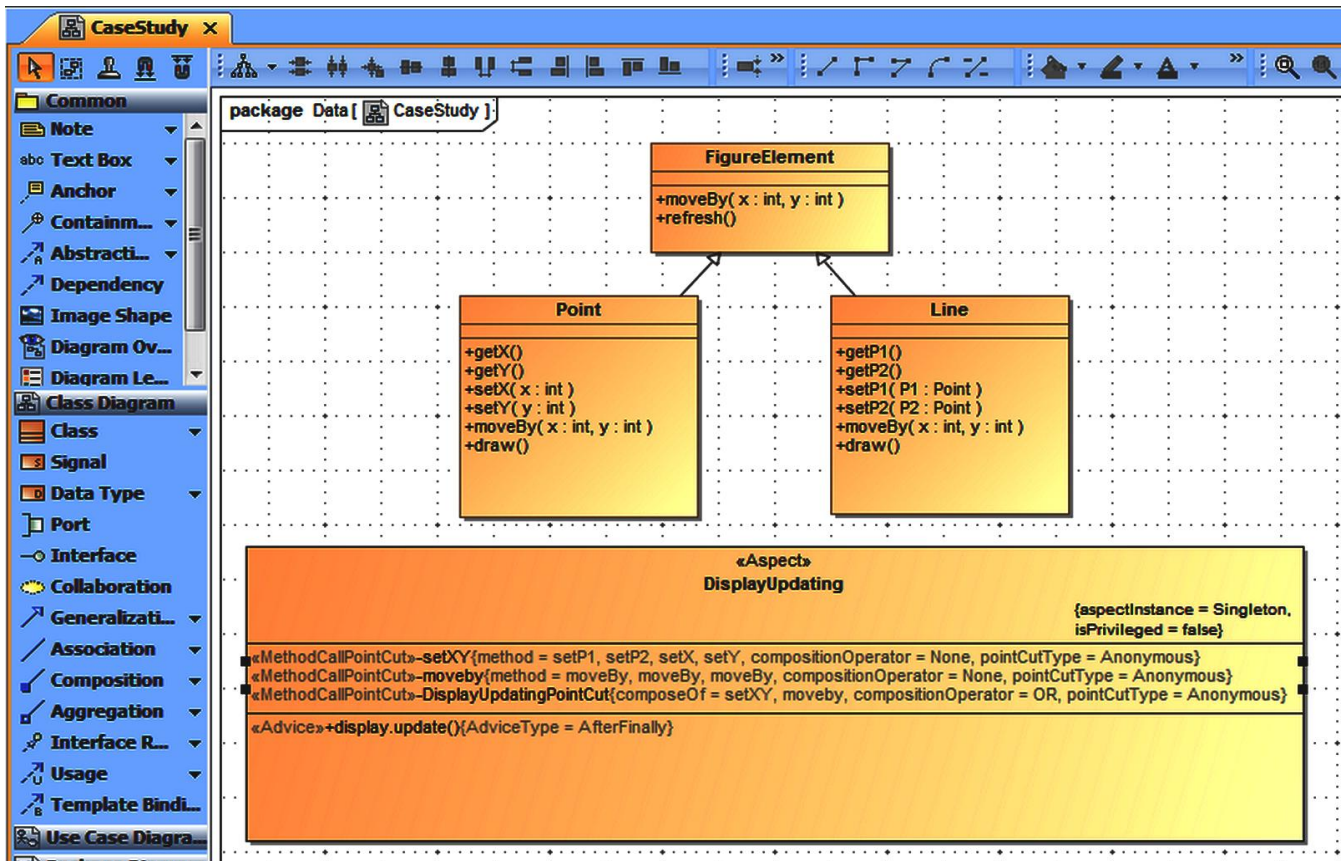 CaseStudy
Common
Note
abc Text Box
Anchor
Containm...
Abstracti...
Dependency
Image Shape
Diagram Ov...
Diagram Le...
Class Diagram
Class
Signal
Data Type
Port
Interface
Collaboration
Generalizati...
Association
Composition
Aggregation
Interface R...
Usage
Template Bindi...
Use Case Diagra...
package Data [ CaseStudy ]
FigureElement
+moveBy( x : int, y : int )
+refresh()
Point
+getX()
+getY()
+setX( x : int )
+setY( y : int )
+moveBy( x : int, y : int )
+draw()
Line
+getP1()
+getP2()
+setP1( P1 : Point )
+setP2( P2 : Point )
+moveBy( x : int, y : int )
+draw()
«Aspect»
DisplayUpdating
{aspectInstance = Singleton,
isPrivileged = false}
«MethodCallPointCut»-setXY{method = setP1, setP2, setX, setY, compositionOperator = None, pointCutType = Anonymous}
«MethodCallPointCut»-moveby{method = moveBy, moveBy, moveBy, compositionOperator = None, pointCutType = Anonymous}
«MethodCallPointCut»-DisplayUpdatingPointCut{composeOf = setXY, moveby, compositionOperator = OR, pointCutType = Anonymous}
«Advice»+display.update(){AdviceType = AfterFinally}